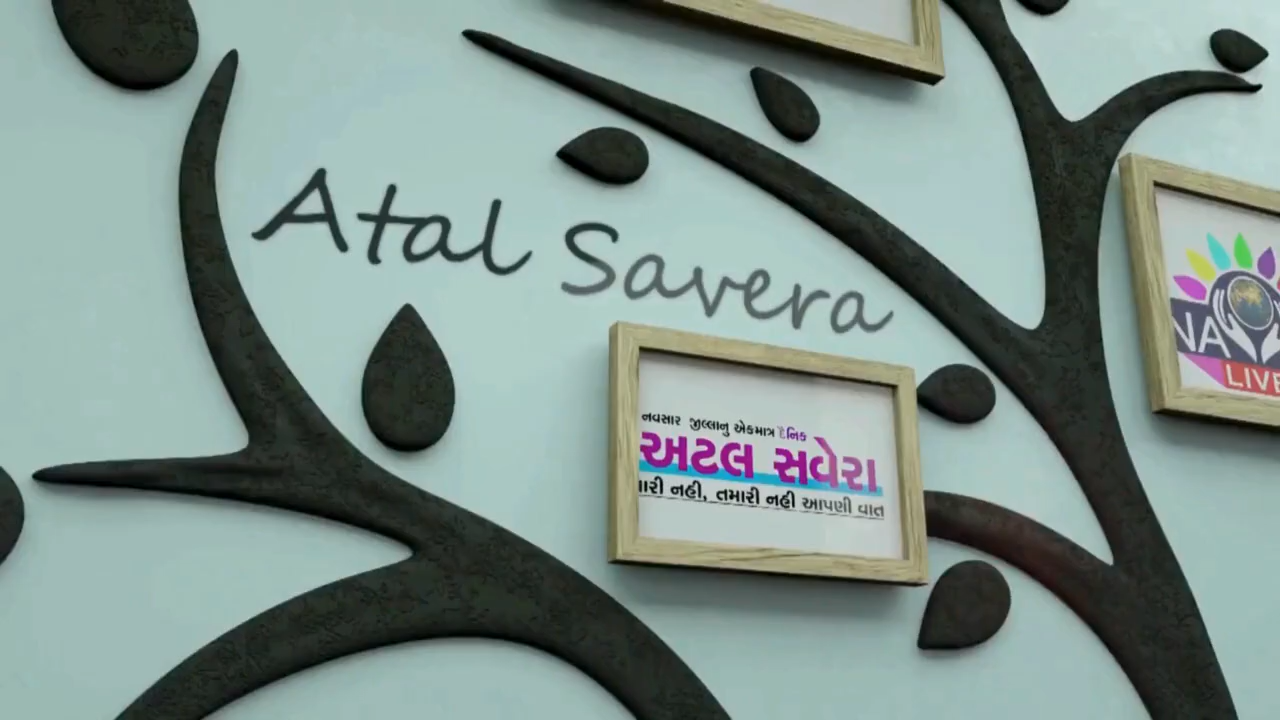 Atal Savera
નવસાર જીલ્લાનુ એકમાત્ર દૈનિક
અટલ સવેરા
નહી, તમારી નહી આપણી વાત
LIVE